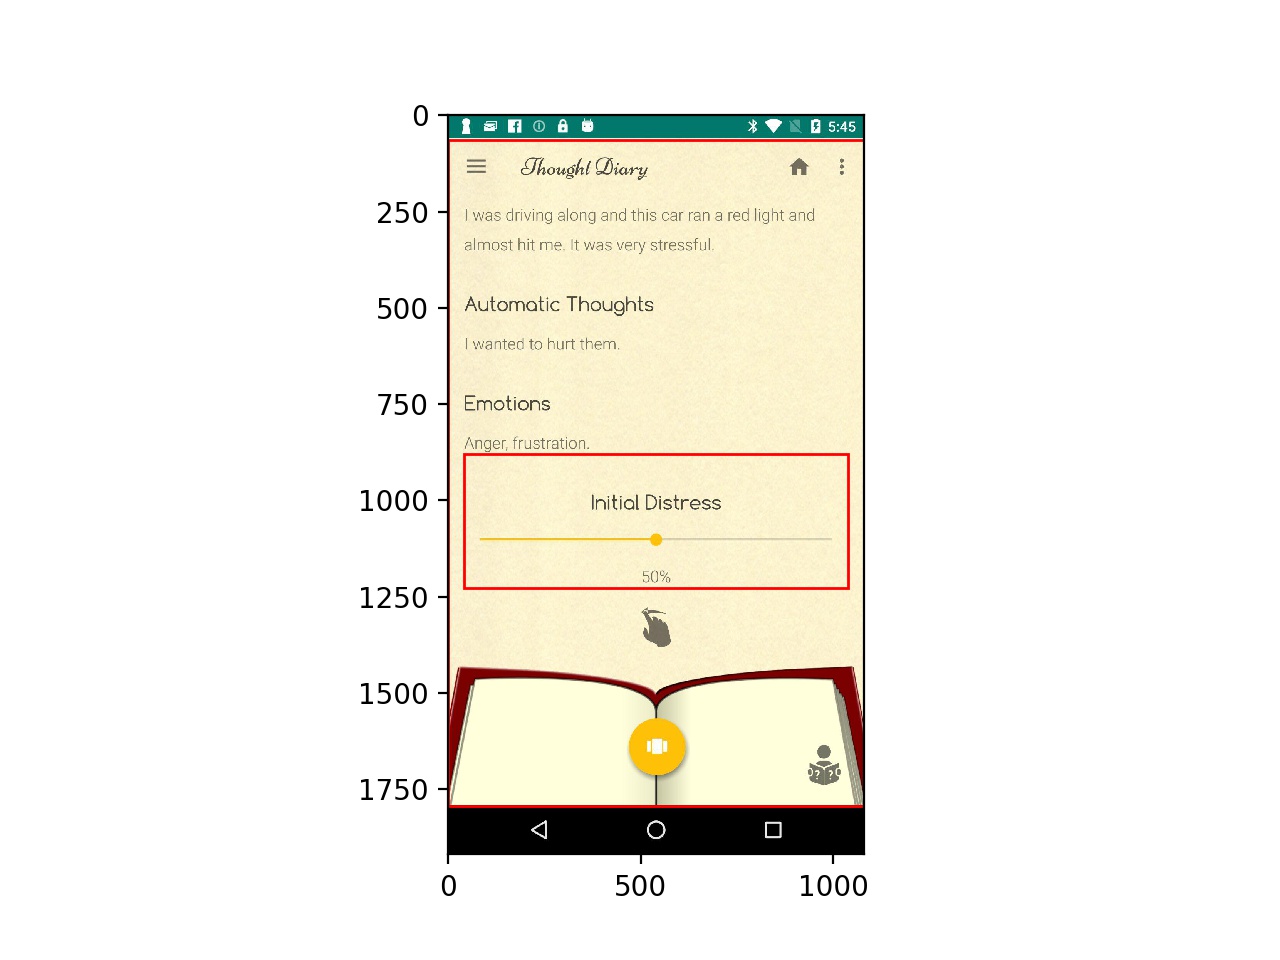 0
5:45
Thought Diary
250
I was driving along and this car ran a red light and
almost hit me. It was very stressful.
500
Automatic Thoughts
I wanted to hurt them.
750
Emotions
Anger, frustration.
1000
Initial Distress
50%
1250
1500
1750
0
500
1000